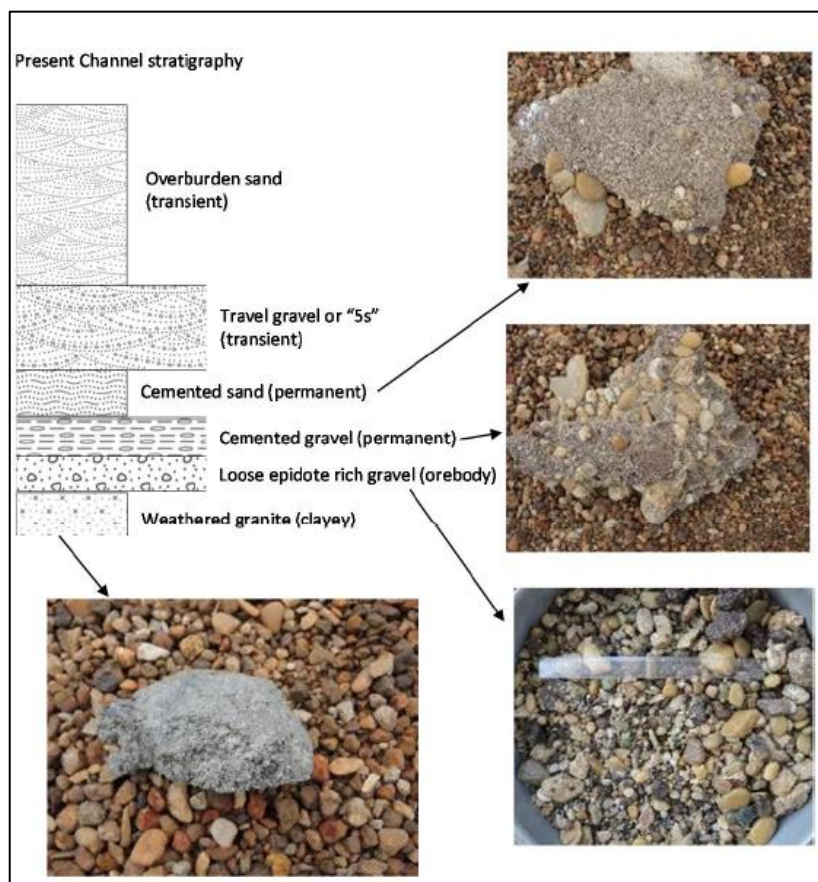 Present Channel stratigraphy
Overburden sand
(transient)
Travel gravel or “5s”
(transient)
Cemented sand (permanent)
Cemented gravel (permanent)
Loose epidote rich gravel (orebody)
Weathered granite (clayey)